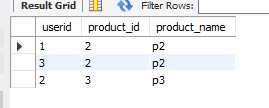 Result Grid Filter Rows:
userid product_id product_name
1 2 p2
3 2 p2
2 3 p3